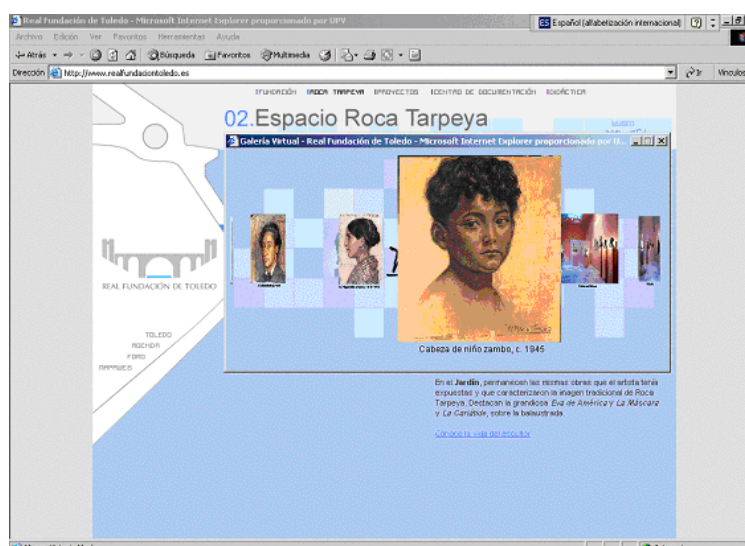 Real Fundación de Toledo - Microsoft Internet Explorer proporcionado por UPV
ES Español (alfabetización internacional)
Archivo Edición Ver Favoritos Herramientas Ayuda
Atrás Búsqueda Favoritos Multimedia
Dirección http://www.realfundaciontoledo.es Ir Vínculos
FUNDACIÓN ROCA TARPEYA PROYECTOS CENTRO DE DOCUMENTACIÓN DIDÁCTICA
02.Espacio Roca Tarpeya
MUSEO
Galería Virtual - Real Fundación de Toledo - Microsoft Internet Explorer proporcionado por U...
REAL FUNDACIÓN DE TOLEDO
TOLEDO
AGENDA
FORO
Cabeza de niño zambo, c. 1945
En el Jardín, permanecen las mismas obras que el artista tenía
expuestas y que caracterizaron la imagen tradicional de Roca
Tarpeya. Destacan la grandiosa Eva de América y La Máscara
y La Cariátide, sobre la balaustrada.
Conoce la vida del escultor